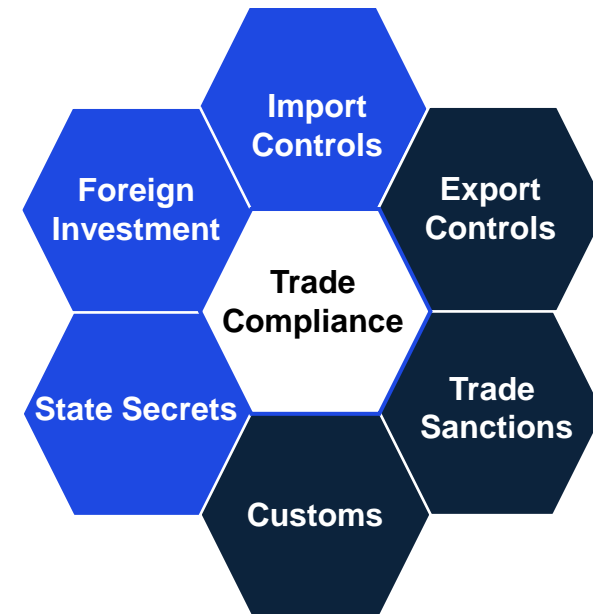 Import
Controls
Foreign
Investment
Export
Controls
Trade
Compliance
State Secrets
Trade
Sanctions
Customs